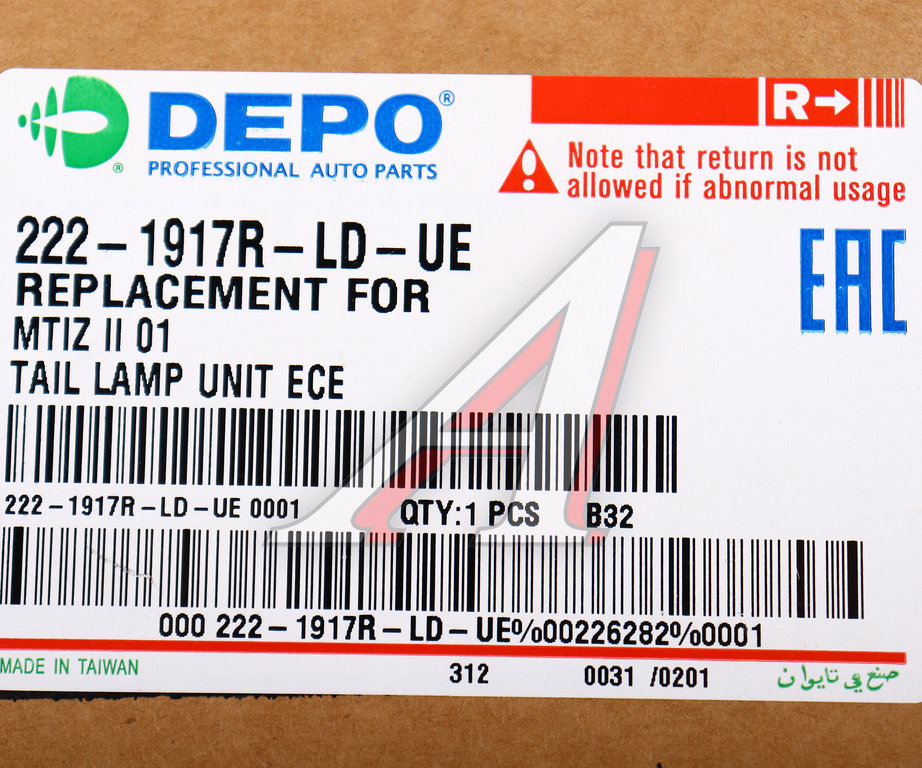 DEPO®
PROFESSIONAL AUTO PARTS
®
R→
Note that return is not
allowed if abnormal usage
222-1917R-LD-UE
REPLACEMENT FOR
MTIZ II 01
TAIL LAMP UNIT ECE
EAC
222-1917R-LD-UE 0001 QTY:1 PCS B32
000 222-1917R-LD-UE%00226282%0001
MADE IN TAIWAN 312 0031 /0201 صنع في تايوان